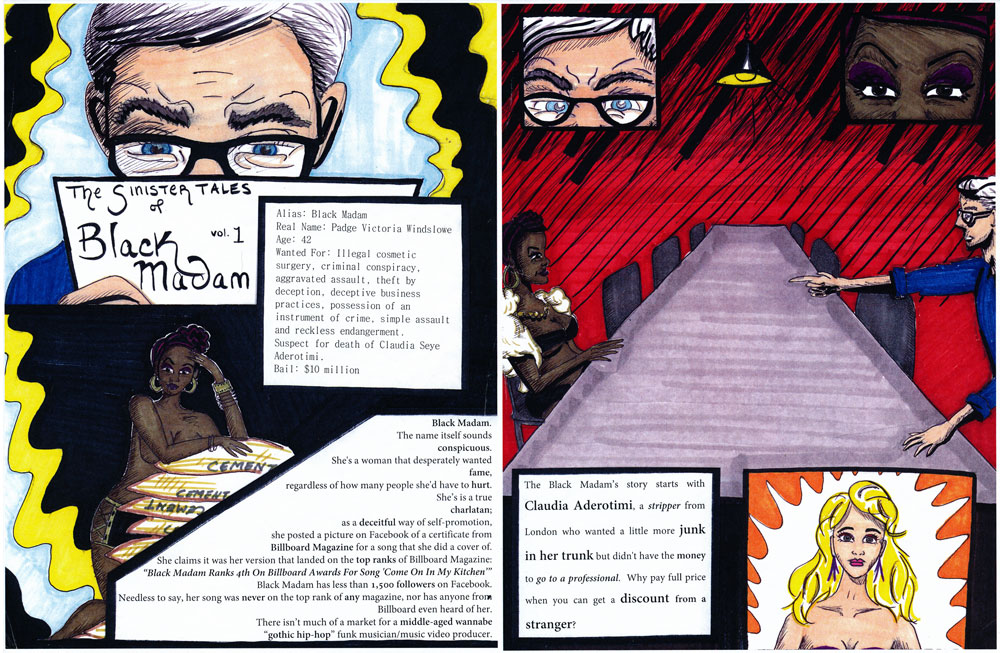 The Sinister Tales
of
Black
vol. 1
Madam
Alias: Black Madam
Real Name: Padge Victoria Windslowe
Age: 42
Wanted For: Illegal cosmetic
surgery, criminal conspiracy,
aggravated assault, theft by
deception, deceptive business
practices, possession of an
instrument of crime, simple assault
and reckless endangerment.
Suspect for death of Claudia Seye
Aderotimi.
Bail: $10 million
CEMENT
CEMENT
CEMENT
Black Madam.
The name itself sounds
conspicuous.
She's a woman that desperately wanted
fame,
regardless of how many people she'd have to hurt.
She's is a true
charlatan;
as a deceitful way of self-promotion,
she posted a picture on Facebook of a certificate from
Billboard Magazine for a song that she did a cover of.
She claims it was her version that landed on the top ranks of Billboard Magazine:
"Black Madam Ranks 4th On Billboard Awards For Song 'Come On In My Kitchen'"
Black Madam has less than 1,500 followers on Facebook.
Needless to say, her song was never on the top rank of any magazine, nor has anyone from
Billboard even heard of her.
There isn't much of a market for a middle-aged wannabe
"gothic hip-hop" funk musician/music video producer.
The Black Madam's story starts with
Claudia Aderotimi, a stripper from
London who wanted a little more junk
in her trunk but didn't have the money
to go to a professional. Why pay full price
when you can get a discount from a
stranger?